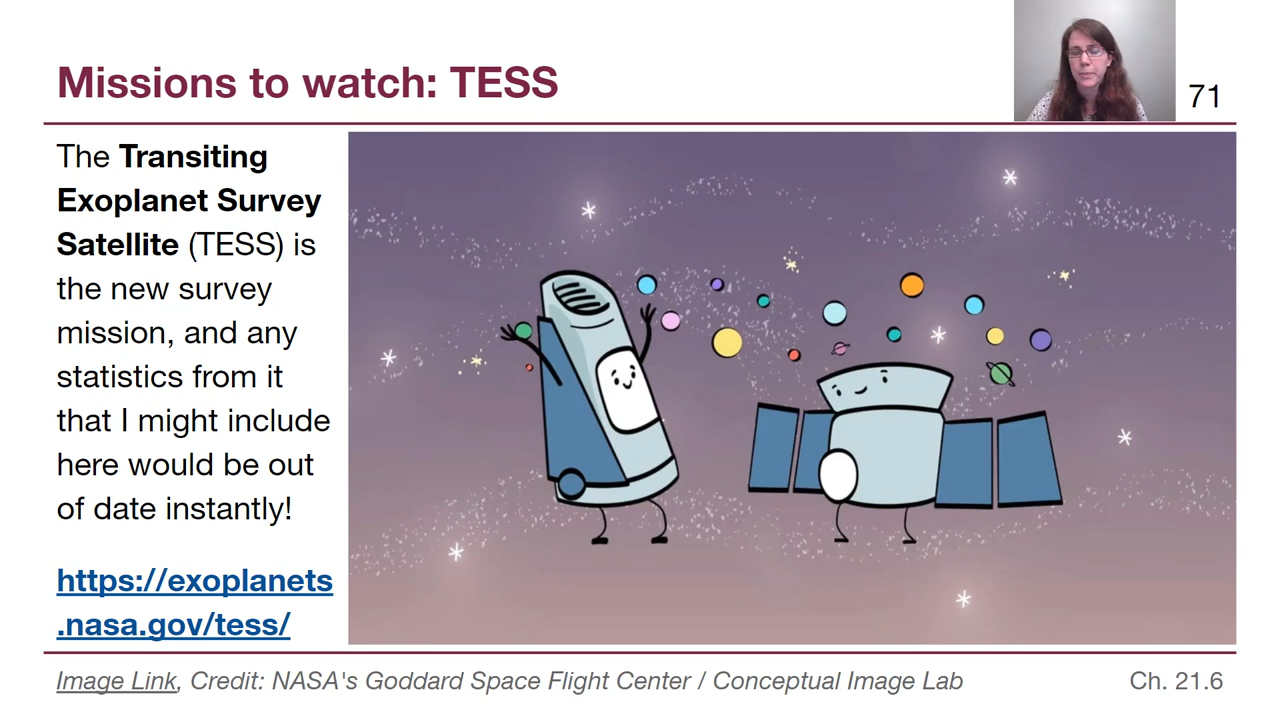 Missions to watch: TESS
71
The Transiting
Exoplanet Survey
Satellite (TESS) is
the new survey
mission, and any
statistics from it
that I might include
here would be out
of date instantly!
https://exoplanets
.nasa.gov/tess/
Image Link, Credit: NASA's Goddard Space Flight Center / Conceptual Image Lab
Ch. 21.6